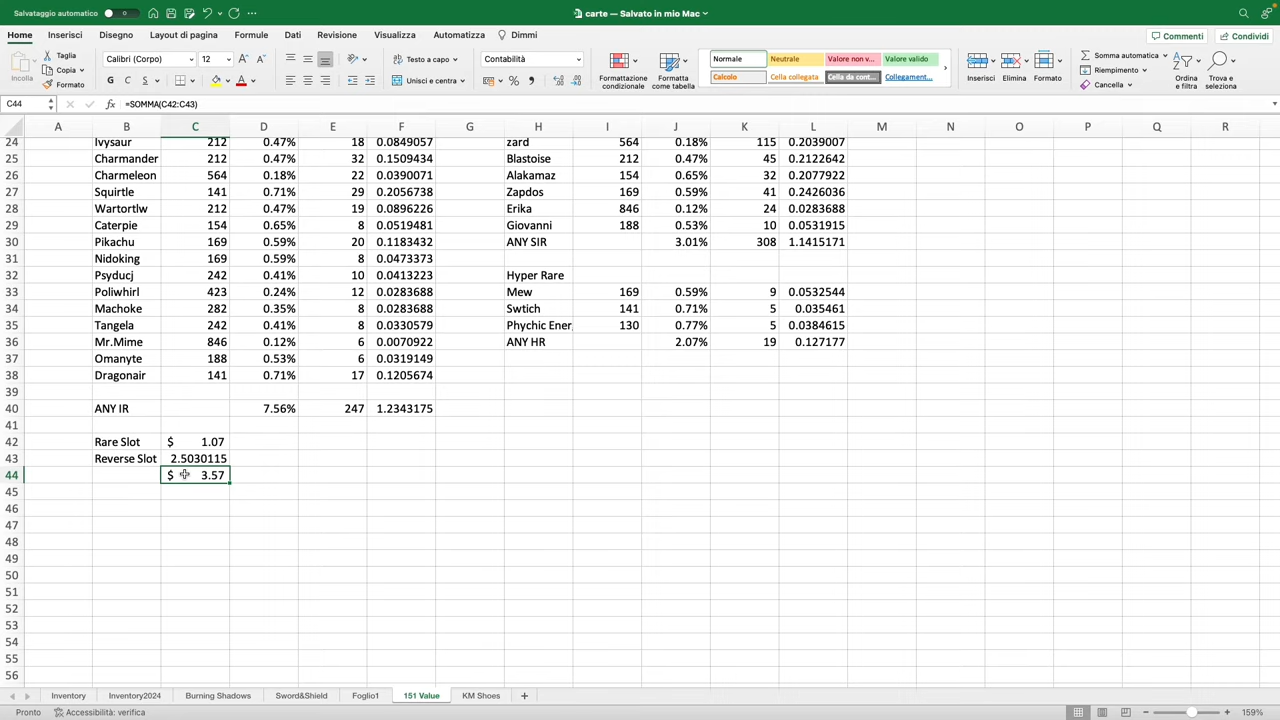 Salvataggio automatico
carte – Salvato in mio Mac
Home Inserisci Disegno Layout di pagina Formule Dati Revisione Visualizza Automatizza Dimmi
Commenti Condividi
Incolla
Taglia
Copia
Formato
Calibri (Corpo) 12
G C S
Testo a capo
Unisci e centra
Contabilità
Formattazione condizionale
Formatta come tabella
Normale Neutrale Valore non v... Valore valido
Calcolo Cella collegata Cella da cont... Collegament...
Inserisci Elimina Formato
Somma automatica
Riempimento
Cancella
Ordina e filtra
Trova e seleziona
C44 fx =SOMMA(C42:C43)
A B C D E F G H I J K L M N O P Q R
24 Ivysaur 212 0.47% 18 0.0849057 zard 564 0.18% 115 0.2039007
25 Charmander 212 0.47% 32 0.1509434 Blastoise 212 0.47% 45 0.2122642
26 Charmeleon 564 0.18% 22 0.0390071 Alakamaz 154 0.65% 32 0.2077922
27 Squirtle 141 0.71% 29 0.2056738 Zapdos 169 0.59% 41 0.2426036
28 Wartortlw 212 0.47% 19 0.0896226 Erika 846 0.12% 24 0.0283688
29 Caterpie 154 0.65% 8 0.0519481 Giovanni 188 0.53% 10 0.0531915
30 Pikachu 169 0.59% 20 0.1183432 ANY SIR 3.01% 308 1.1415171
31 Nidoking 169 0.59% 8 0.0473373
32 Psyducj 242 0.41% 10 0.0413223 Hyper Rare
33 Poliwhirl 423 0.24% 12 0.0283688 Mew 169 0.59% 9 0.0532544
34 Machoke 282 0.35% 8 0.0283688 Swtich 141 0.71% 5 0.035461
35 Tangela 242 0.41% 8 0.0330579 Phychic Ener 130 0.77% 5 0.0384615
36 Mr.Mime 846 0.12% 6 0.0070922 ANY HR 2.07% 19 0.127177
37 Omanyte 188 0.53% 6 0.0319149
38 Dragonair 141 0.71% 17 0.1205674
39
40 ANY IR 7.56% 247 1.2343175
41
42 Rare Slot $ 1.07
43 Reverse Slot 2.5030115
44 $ 3.57
45
46
47
48
49
50
51
52
53
54
55
56
Inventory Inventory2024 Burning Shadows Sword&Shield Foglio1 151 Value KM Shoes
Pronto Accessibilità: verifica 159%